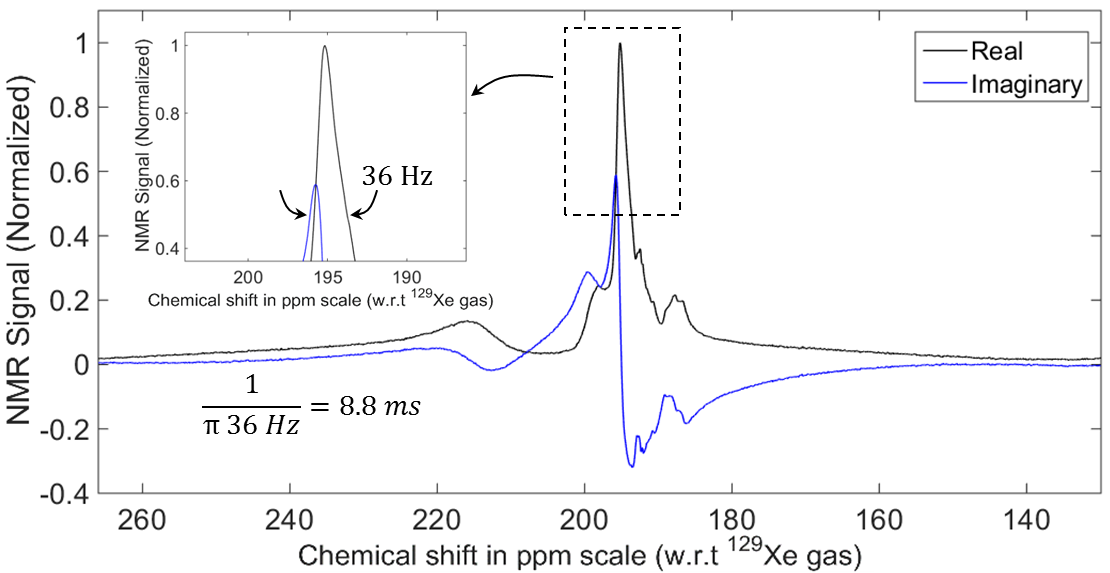 1
0.8
0.6
0.4
0.2
0
-0.2
-0.4
NMR Signal (Normalized)
260
240
220
200
180
160
140
Chemical shift in ppm scale (w.r.t ¹²⁹Xe gas)
Real
Imaginary
1
0.8
0.6
0.4
NMR Signal (Normalized)
200
195
190
Chemical shift in ppm scale (w.r.t ¹²⁹Xe gas)
36 Hz
1
π 36 Hz
= 8.8 ms